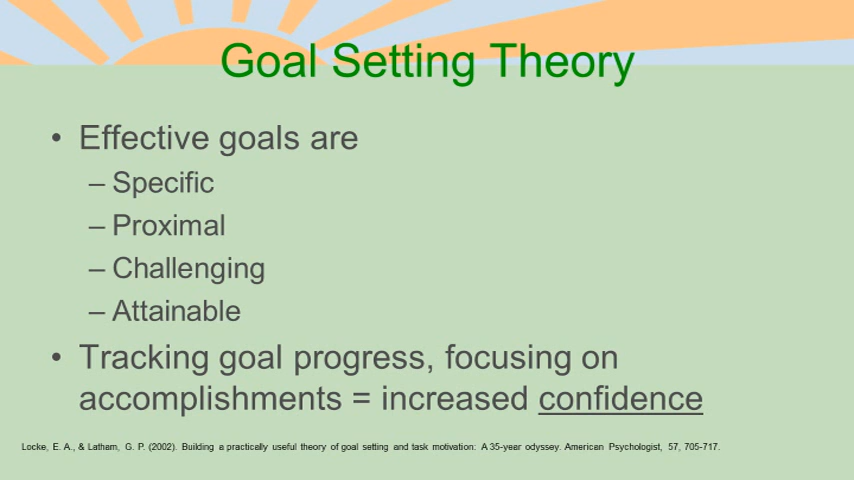 Goal Setting Theory
• Effective goals are
– Specific
– Proximal
– Challenging
– Attainable
• Tracking goal progress, focusing on
accomplishments = increased confidence
Locke, E. A., & Latham, G. P. (2002). Building a practically useful theory of goal setting and task motivation: A 35-year odyssey. American Psychologist, 57, 705-717.